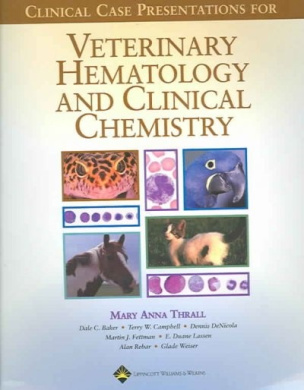 CLINICAL CASE PRESENTATIONS FOR
VETERINARY
HEMATOLOGY
AND CLINICAL
CHEMISTRY
MARY ANNA THRALL
Dale C. Baker • Terry W. Campbell • Dennis DeNicola
Martin J. Fettman • E. Duane Lassen
Alan Rebar • Glade Weiser
LIPPINCOTT WILLIAMS & WILKINS